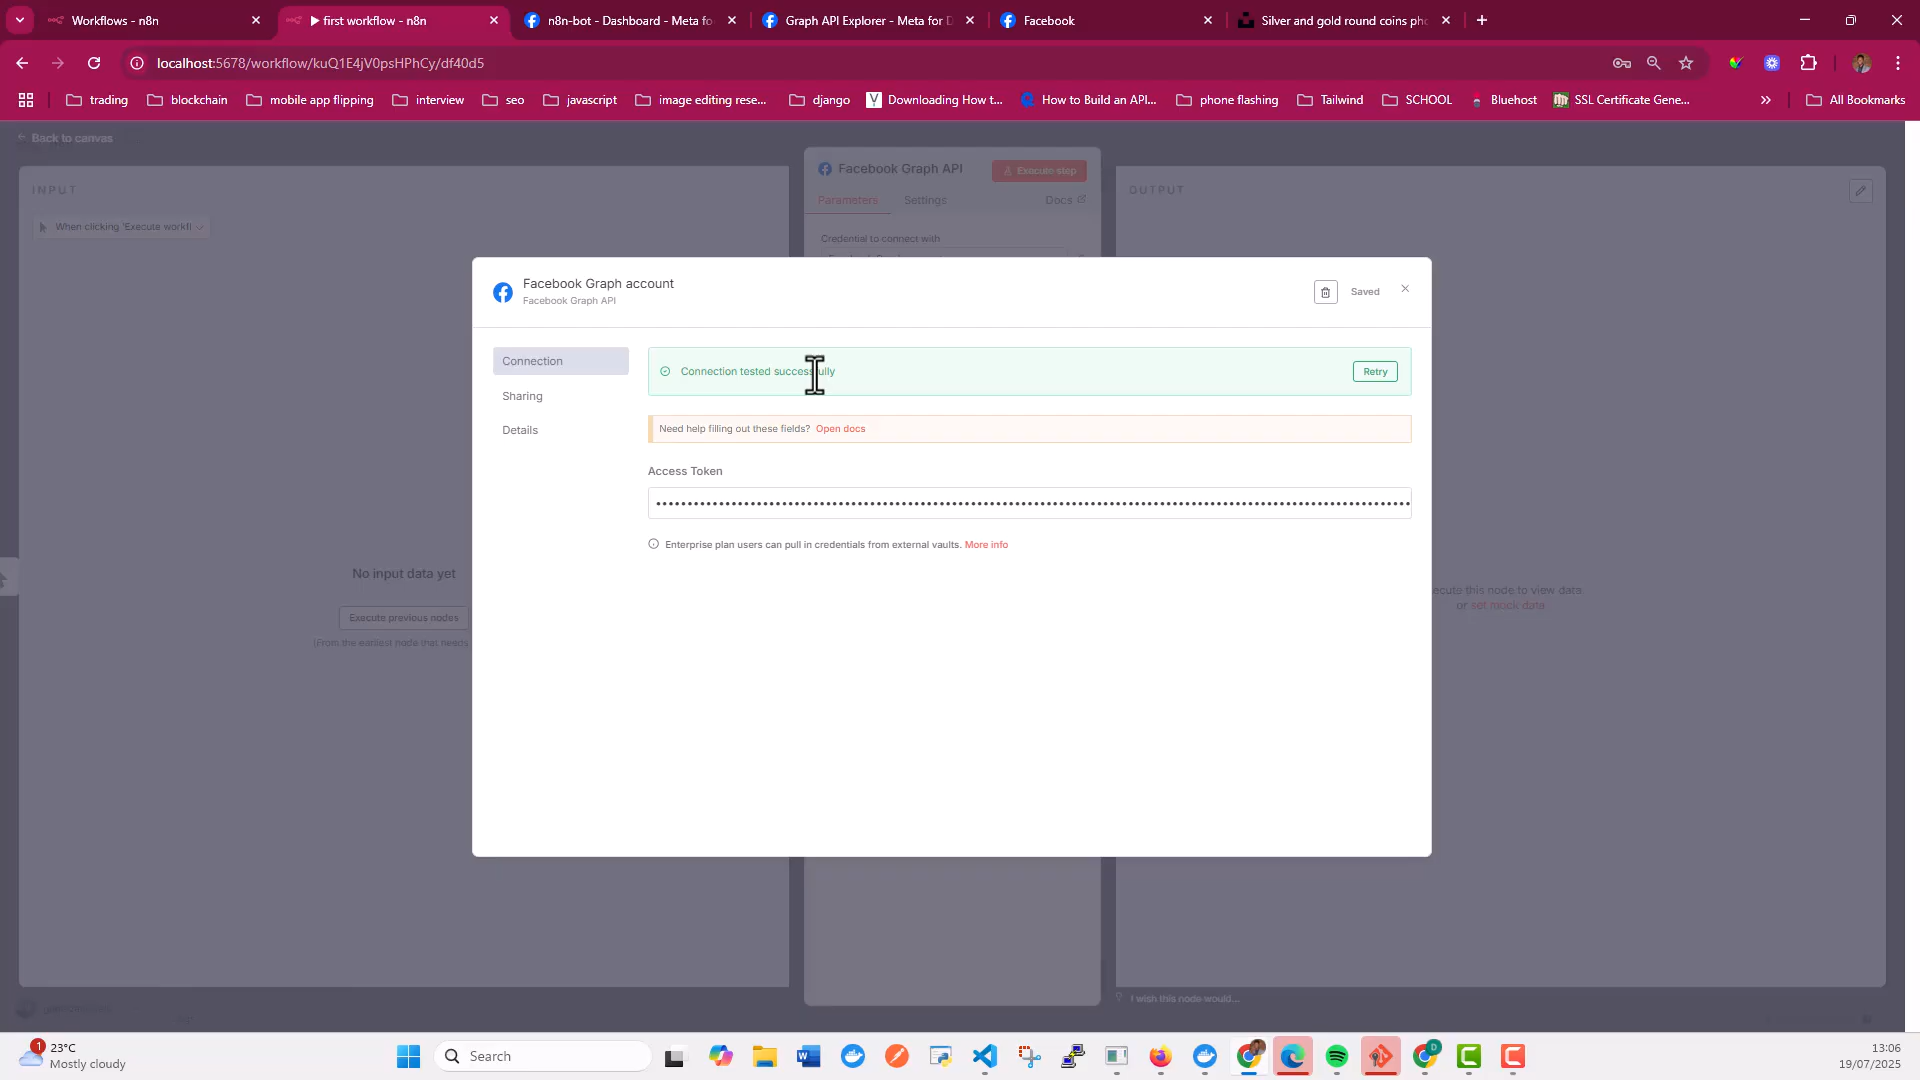 Workflows - n8n
first workflow - n8n
n8n-bot - Dashboard - Meta fo
Graph API Explorer - Meta for D
Facebook
Silver and gold round coins pho
localhost:5678/workflow/kuQ1E4jV0psHPhCy/df40d5
trading
blockchain
mobile app flipping
interview
seo
javascript
image editing rese...
django
Downloading How t...
How to Build an API...
phone flashing
Tailwind
SCHOOL
Bluehost
SSL Certificate Gene...
All Bookmarks
Back to canvas
INPUT
When clicking 'Execute workfl
Facebook Graph API
Execute step
Parameters
Settings
Docs
Credential to connect with
OUTPUT
Facebook Graph account
Facebook Graph API
Saved
Connection
Sharing
Details
Connection tested successfully
Retry
Need help filling out these fields? Open docs
Access Token
Enterprise plan users can pull in credentials from external vaults. More info
No input data yet
Execute previous nodes
(From the earliest node that needs
ecute this node to view data
or set mock data
I wish this node would...
1
23°C
Mostly cloudy
Search
13:06
19/07/2025